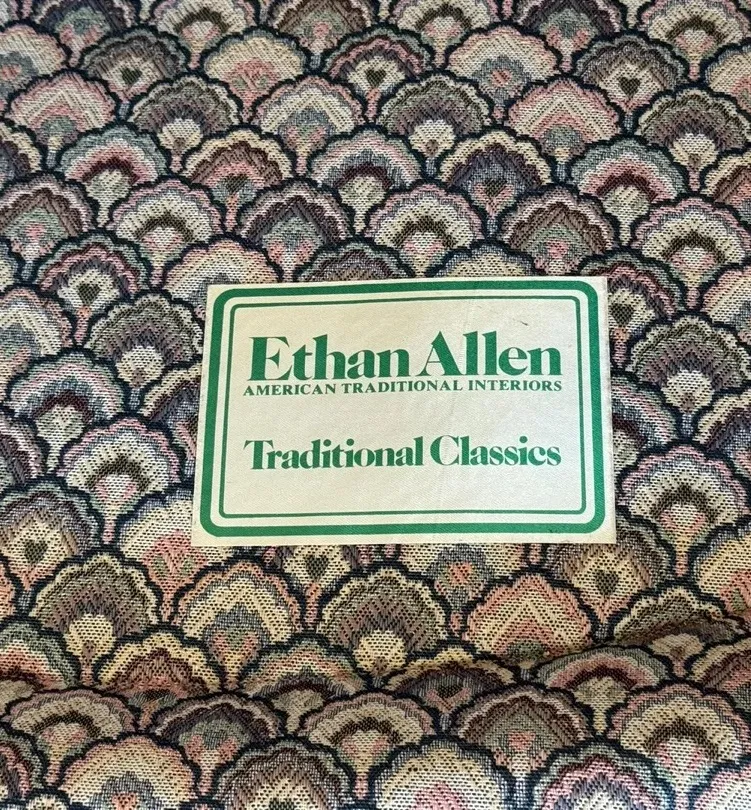 Ethan Allen
AMERICAN TRADITIONAL INTERIORS
Traditional Classics